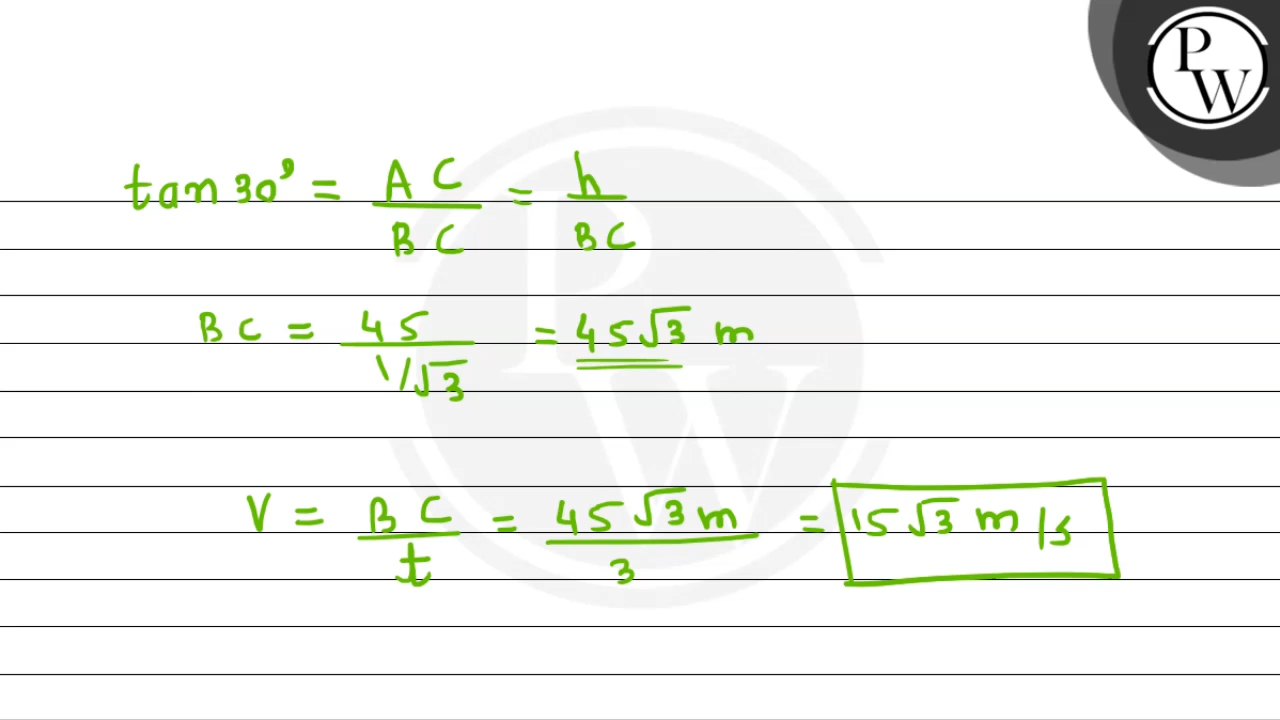 PW
tan 30° = AC/BC = h/BC
BC = 45/(1/√3) = 45√3 m
V = BC/t = 45√3 m/3 = 15√3 m/s